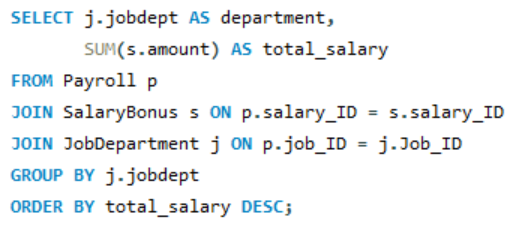 SELECT j.jobdept AS department,
SUM(s.amount) AS total_salary
FROM Payroll p
JOIN SalaryBonus s ON p.salary_ID = s.salary_ID
JOIN JobDepartment j ON p.job_ID = j.Job_ID
GROUP BY j.jobdept
ORDER BY total_salary DESC;